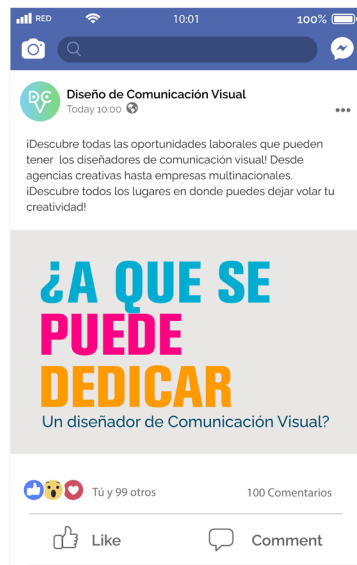 RED 10:01 100%
Diseño de Comunicación Visual
Today 10:00
¡Descubre todas las oportunidades laborales que pueden
tener los diseñadores de comunicación visual! Desde
agencias creativas hasta empresas multinacionales.
¡Descubre todos los lugares en donde puedes dejar volar tu
creatividad!
¿A QUE SE
PUEDE
DEDICAR
Un diseñador de Comunicación Visual?
Tú y 99 otros 100 Comentarios
Like Comment